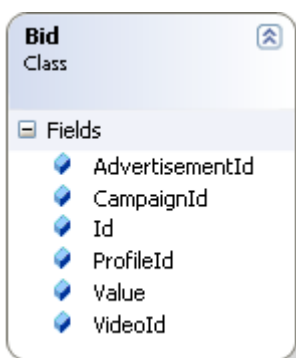 Bid
Class
Fields
AdvertisementId
CampaignId
Id
ProfileId
Value
VideoId